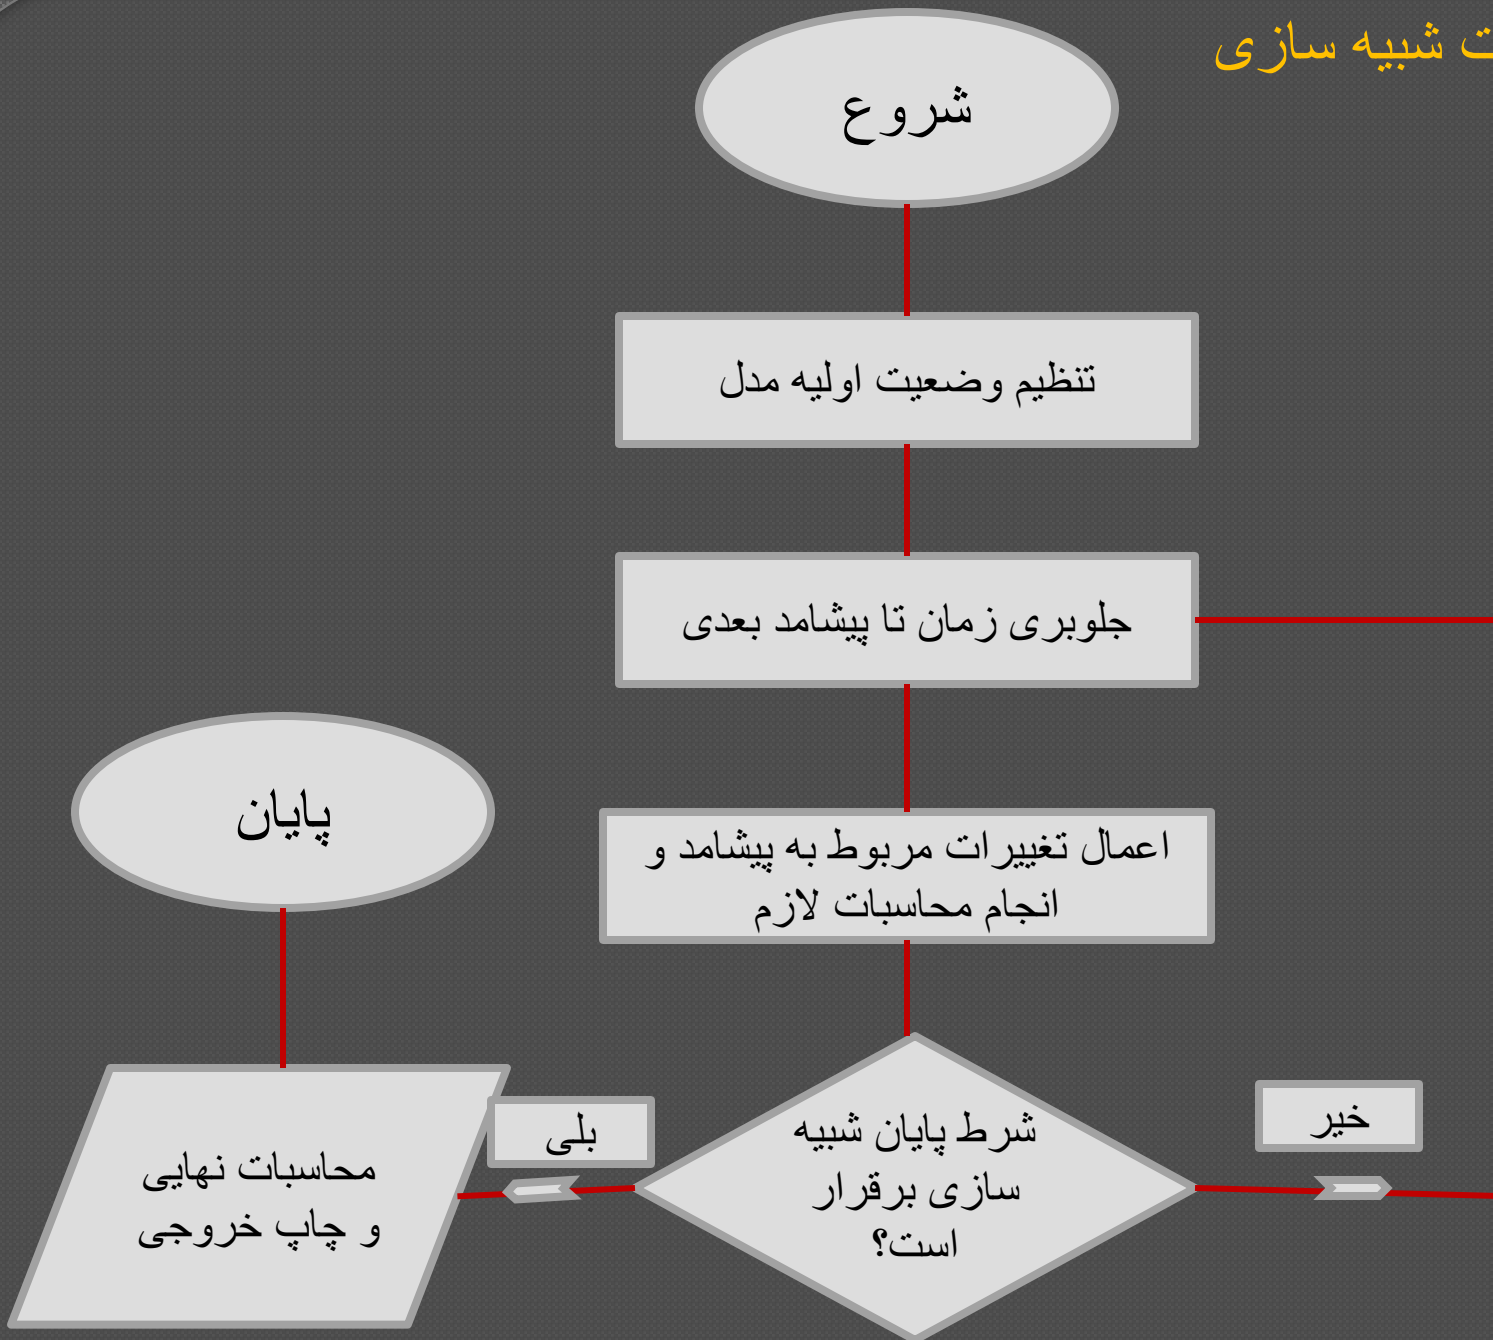 شبیه سازی
شروع
تنظیم وضعیت اولیه مدل
جلوبری زمان تا پیشامد بعدی
اعمال تغییرات مربوط به پیشامد و
انجام محاسبات لازم
شرط پایان شبیه
سازی برقرار
است؟
خیر
بلی
محاسبات نهایی
و چاپ خروجی
پایان